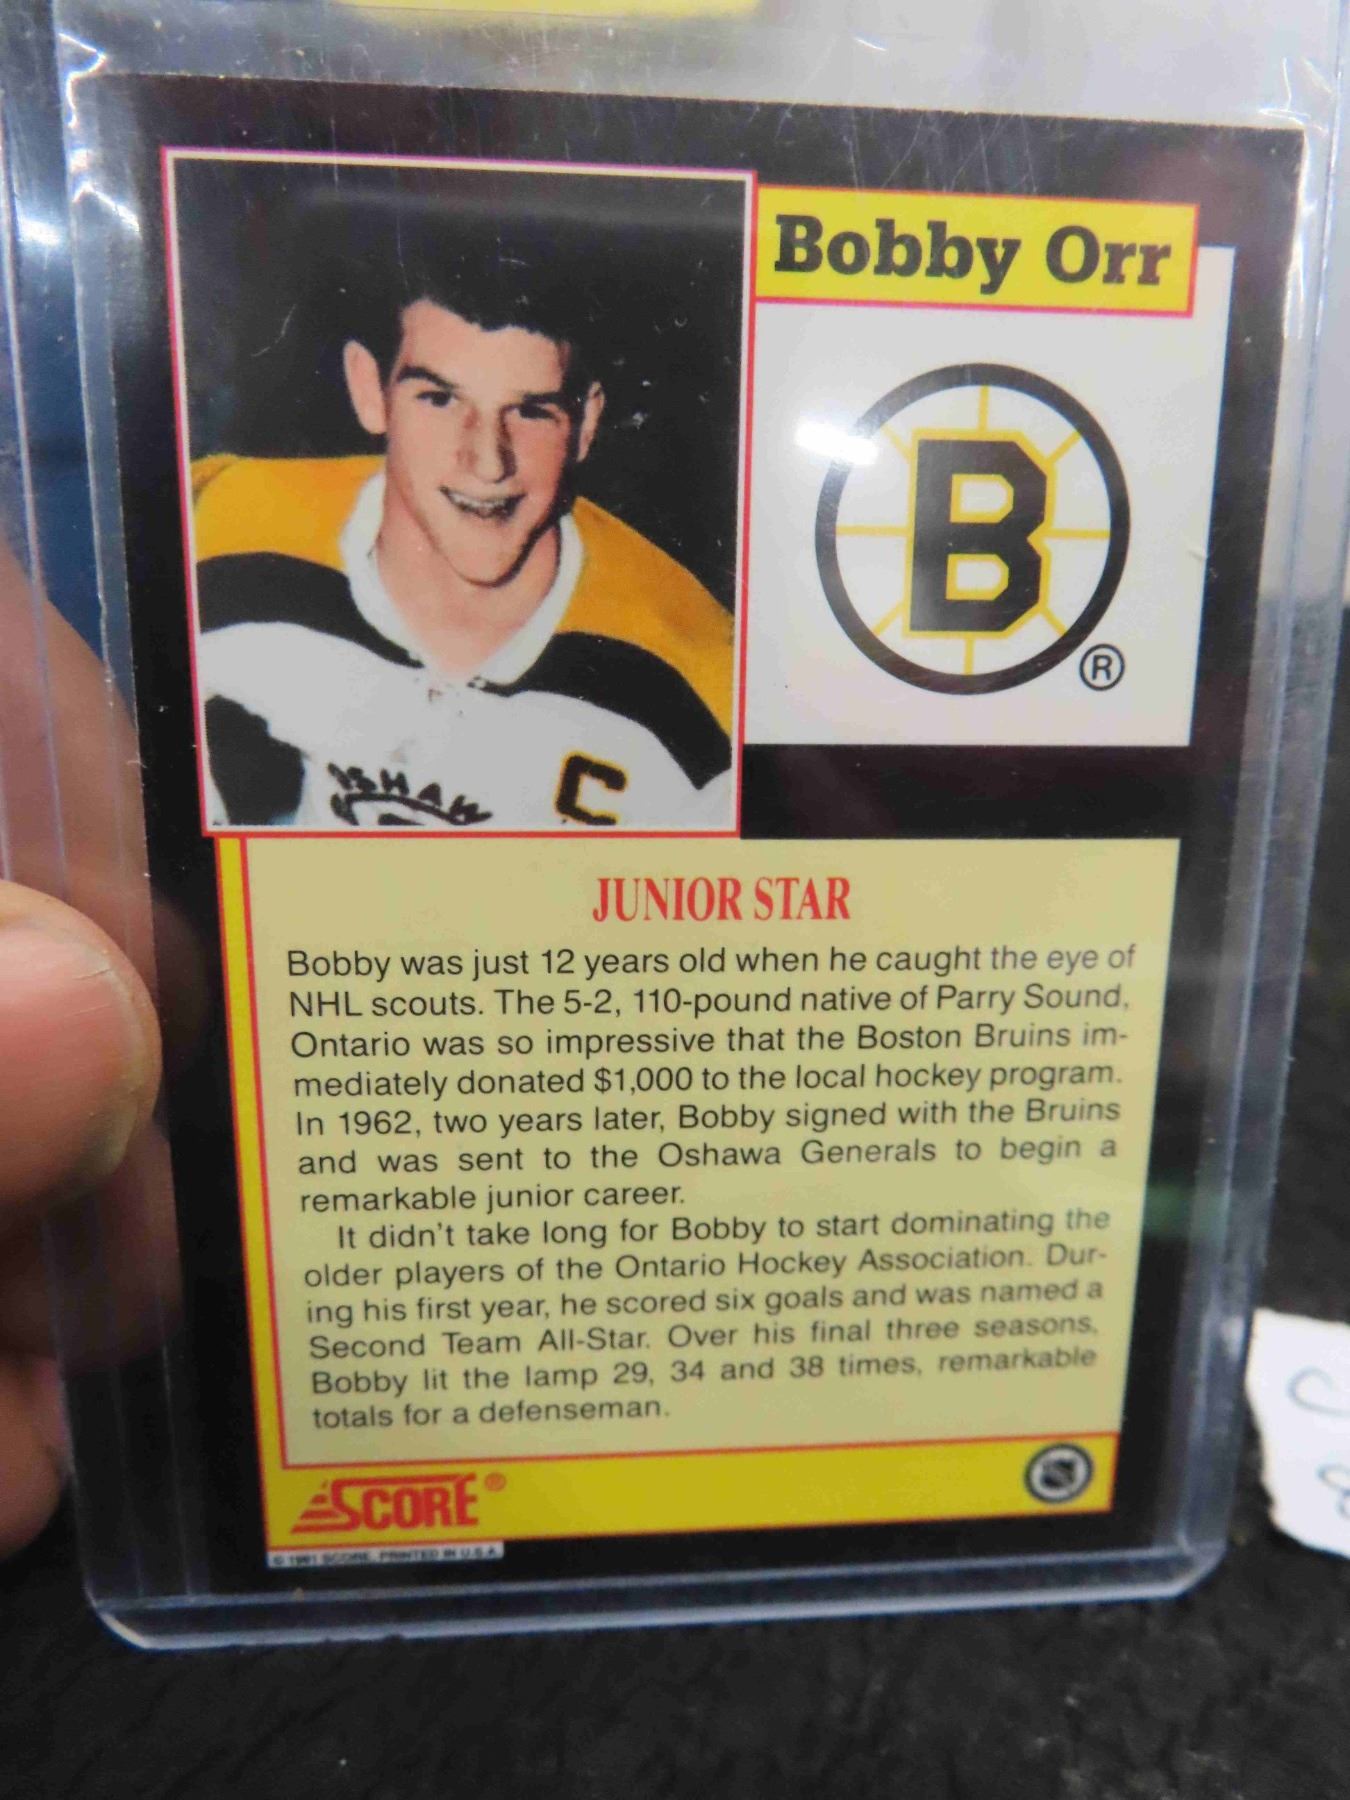 Bobby Orr
B
®
OSHAW
C
JUNIOR STAR
Bobby was just 12 years old when he caught the eye of
NHL scouts. The 5-2, 110-pound native of Parry Sound,
Ontario was so impressive that the Boston Bruins im-
mediately donated $1,000 to the local hockey program.
In 1962, two years later, Bobby signed with the Bruins
and was sent to the Oshawa Generals to begin a
remarkable junior career.
It didn't take long for Bobby to start dominating the
older players of the Ontario Hockey Association. Dur-
ing his first year, he scored six goals and was named a
Second Team All-Star. Over his final three seasons,
Bobby lit the lamp 29, 34 and 38 times, remarkable
totals for a defenseman.
SCORE®
© 1991 SCORE, PRINTED IN U.S.A.